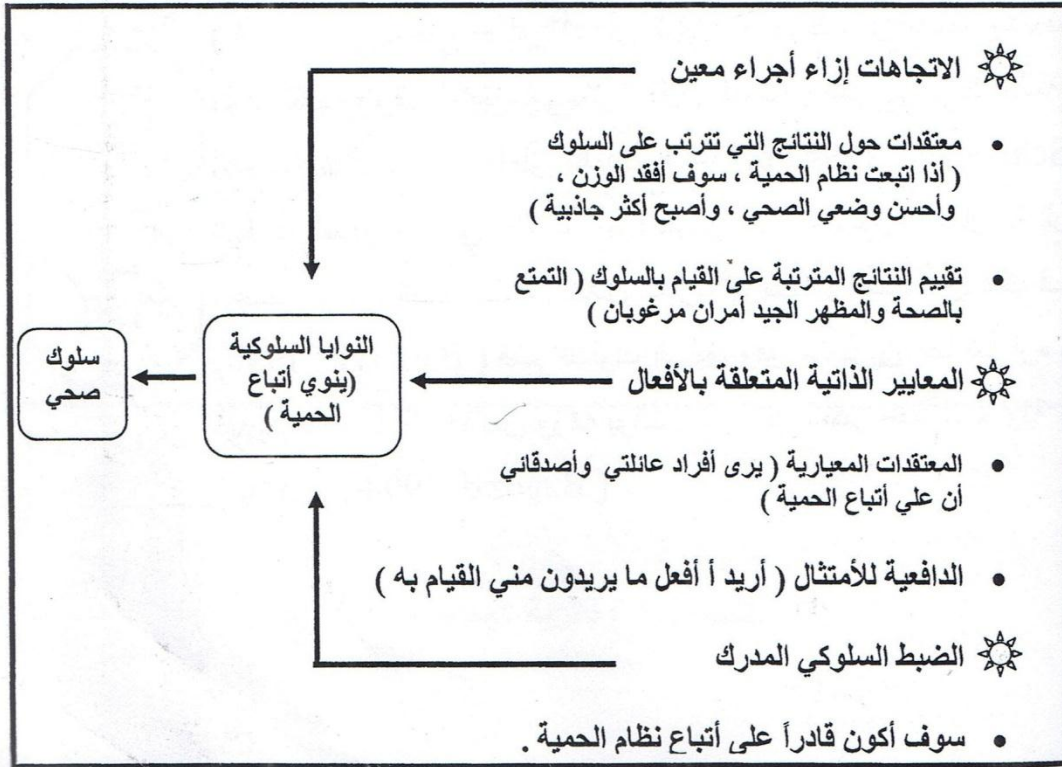 الاتجاهات إزاء أجراء معين
• معتقدات حول النتائج التي تترتب على السلوك
( أذا اتبعت نظام الحمية ، سوف أفقد الوزن ،
وأحسن وضعي الصحي ، وأصبح أكثر جاذبية )
• تقييم النتائج المترتبة على القيام بالسلوك ( التمتع
بالصحة والمظهر الجيد أمران مرغوبان )
المعايير الذاتية المتعلقة بالأفعال
النوايا السلوكية
(ينوي أتباع
الحمية )
سلوك
صحي
• المعتقدات المعيارية ( يرى أفراد عائلتي وأصدقائي
أن علي أتباع الحمية )
• الدافعية للأمتثال ( أريد أ أفعل ما يريدون مني القيام به )
الضبط السلوكي المدرك
• سوف أكون قادراً على أتباع نظام الحمية .